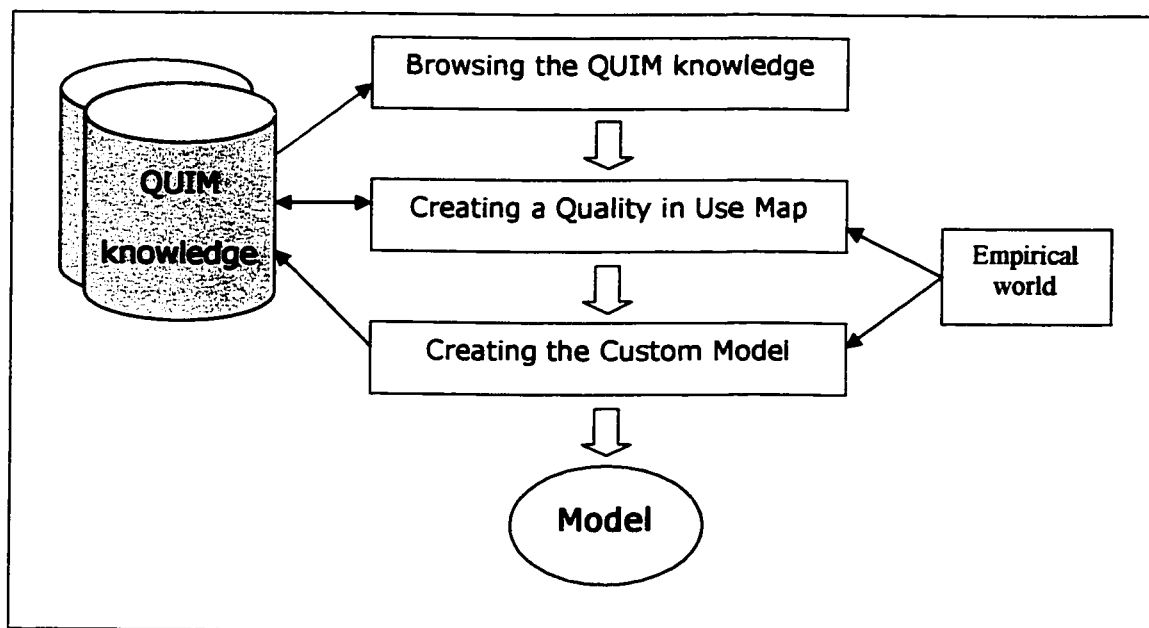 Browsing the QUIM knowledge
QUIM
knowledge
Creating a Quality in Use Map
Empirical
world
Creating the Custom Model
Model